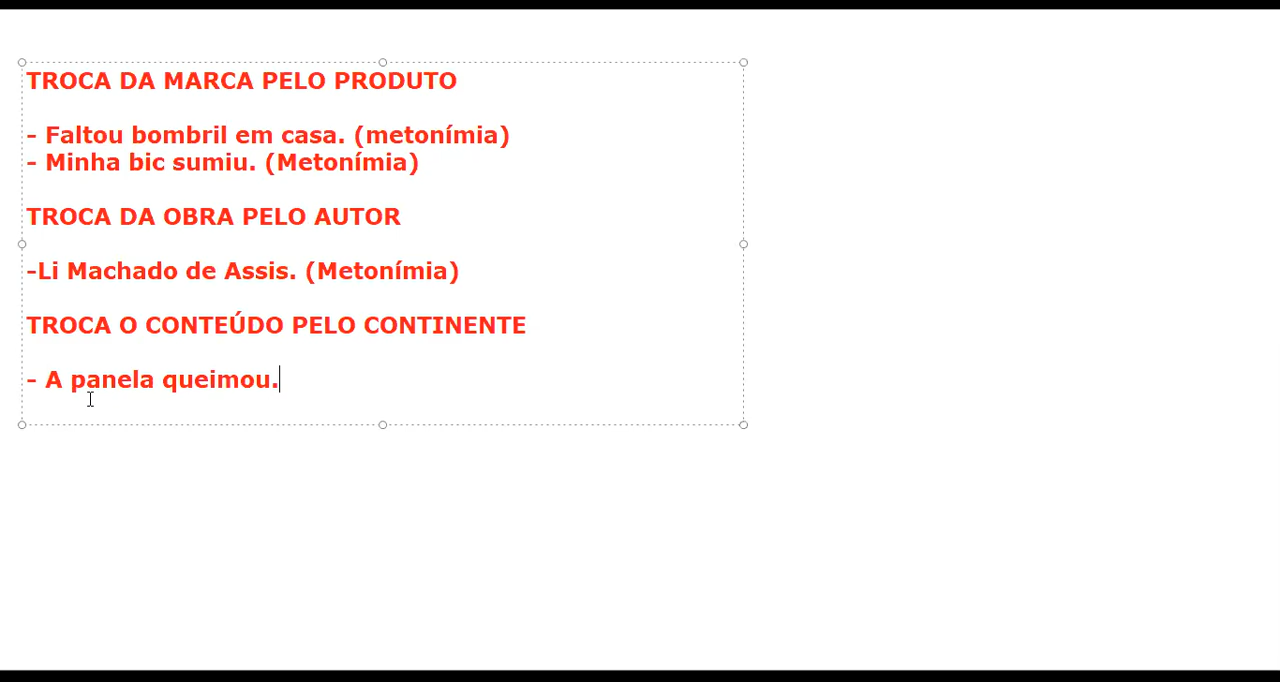 TROCA DA MARCA PELO PRODUTO
- Faltou bombril em casa. (metonímia)
- Minha bic sumiu. (Metonímia)
TROCA DA OBRA PELO AUTOR
-Li Machado de Assis. (Metonímia)
TROCA O CONTEÚDO PELO CONTINENTE
- A panela queimou.